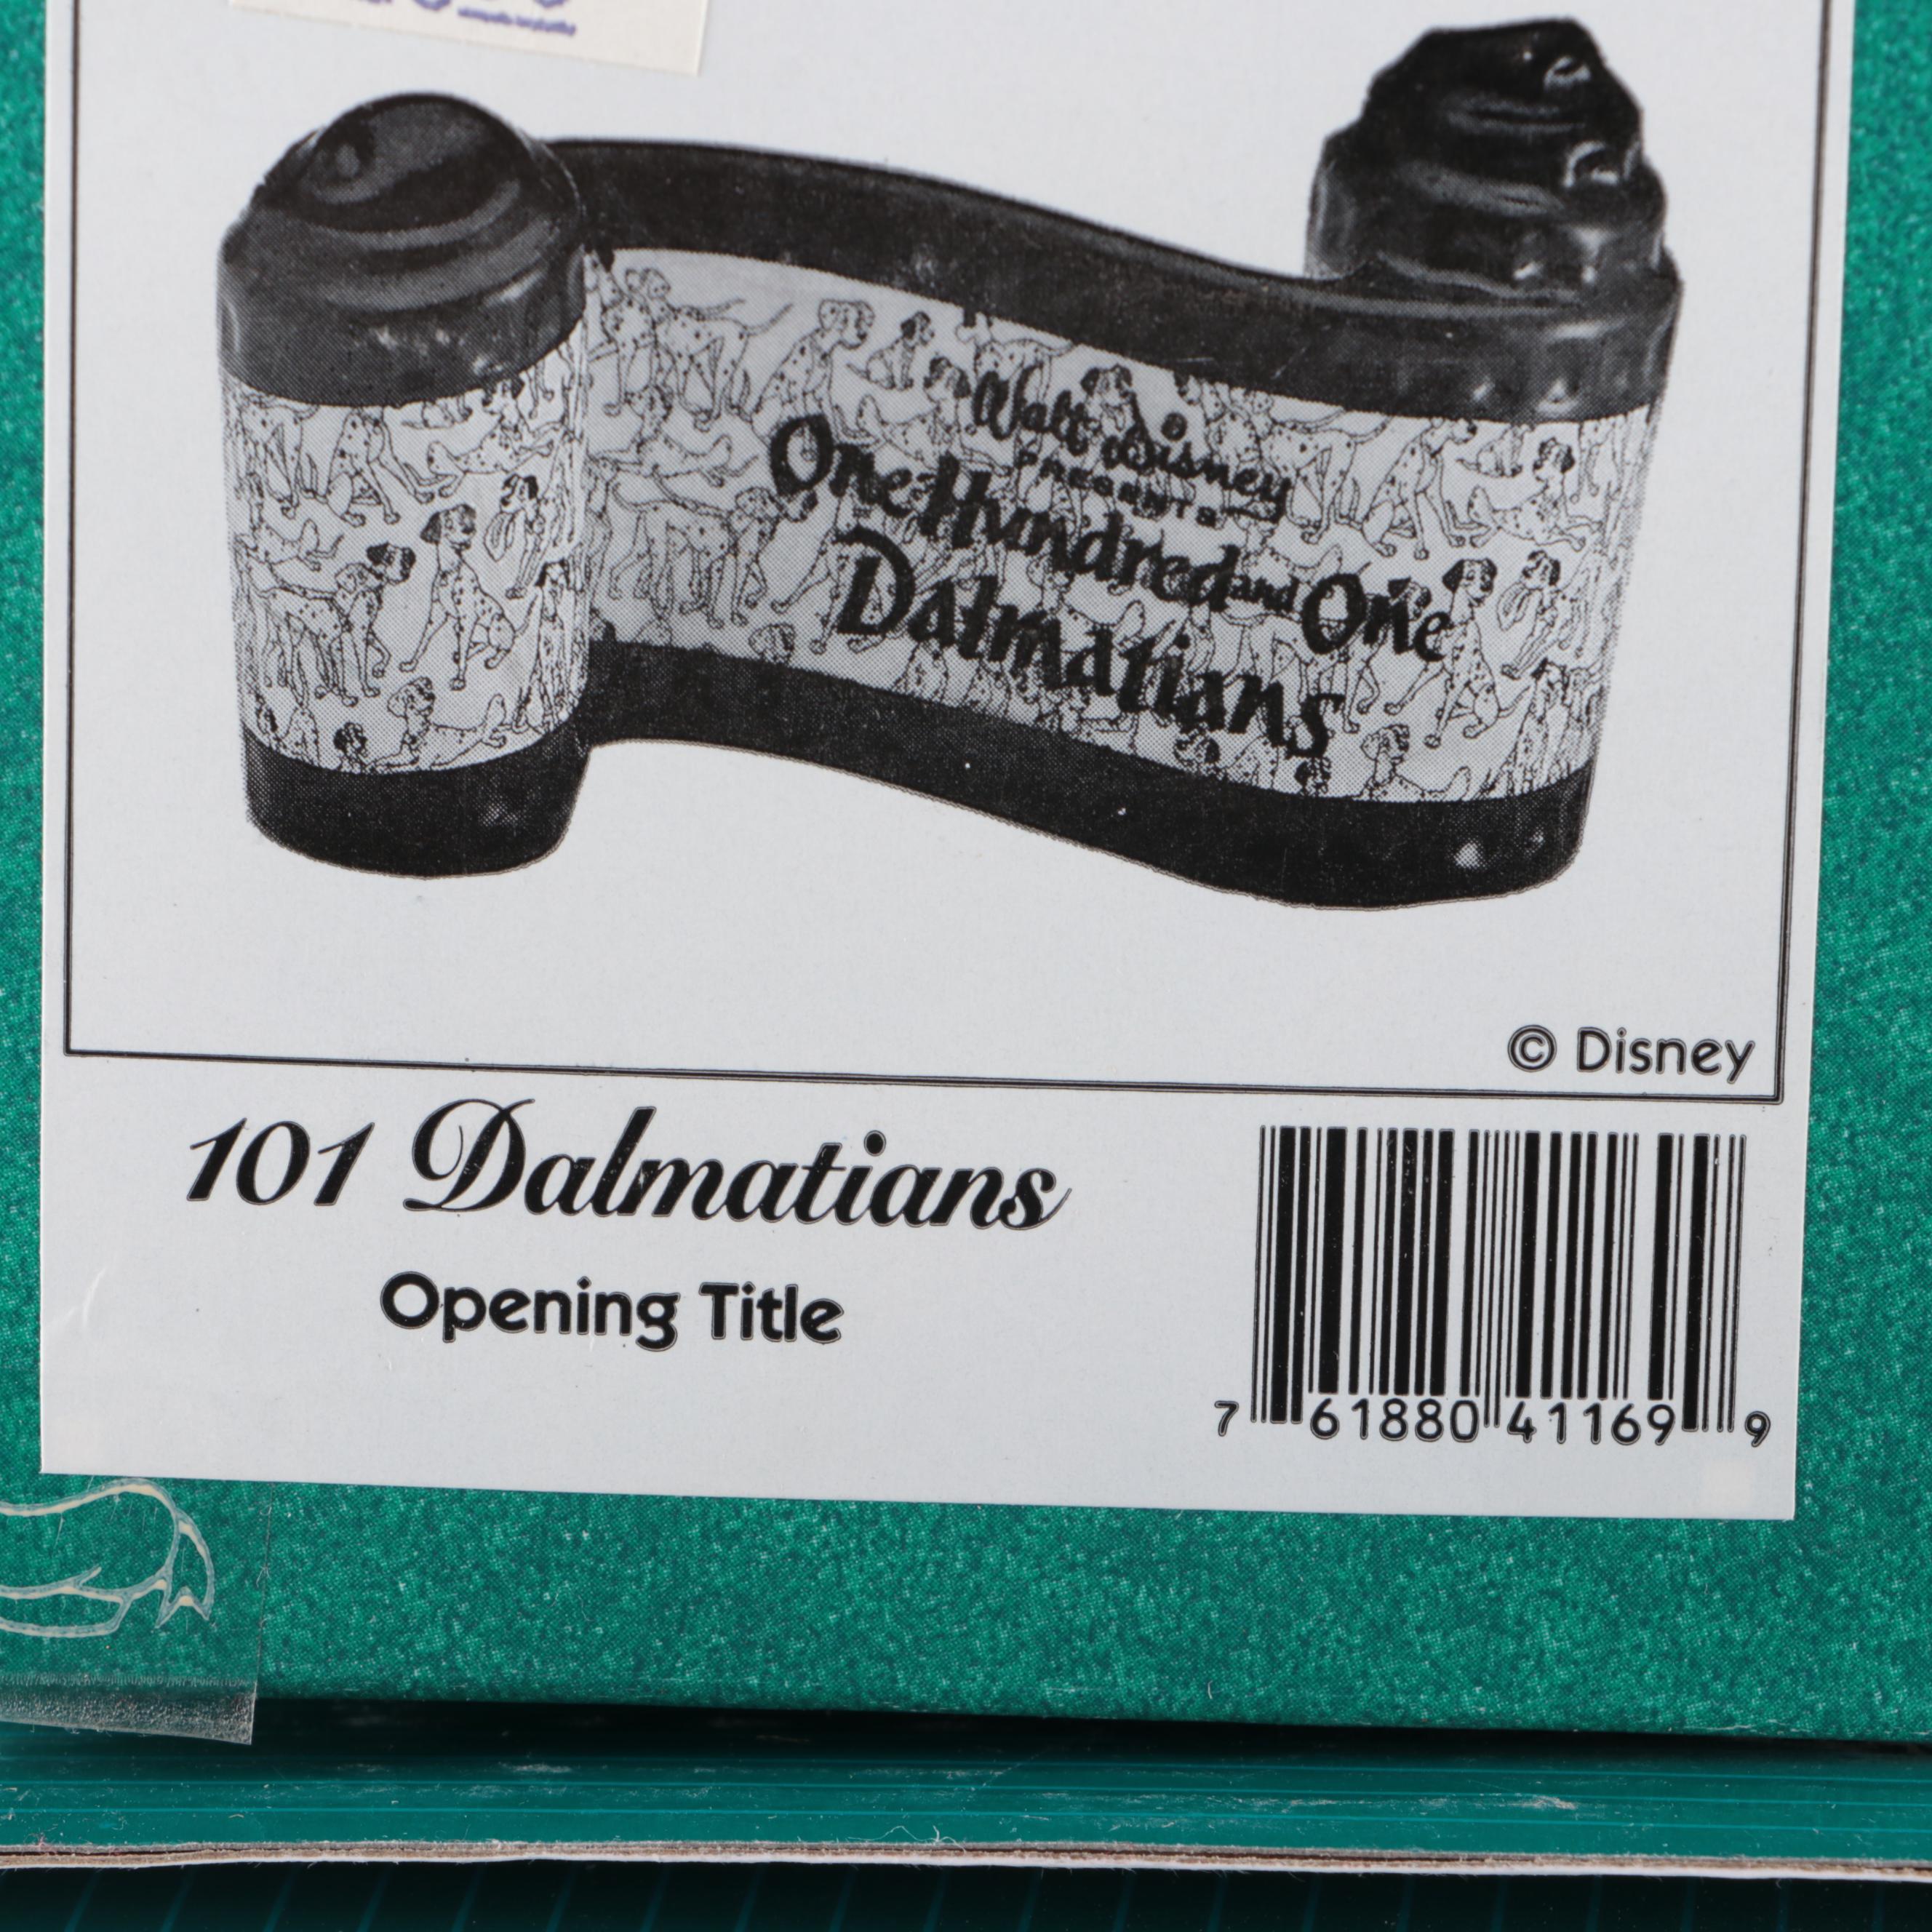 Walt Disney
PRESENTS
One Hundred and One
Dalmatians
© Disney
101 Dalmatians
Opening Title
7 61880 41169 9